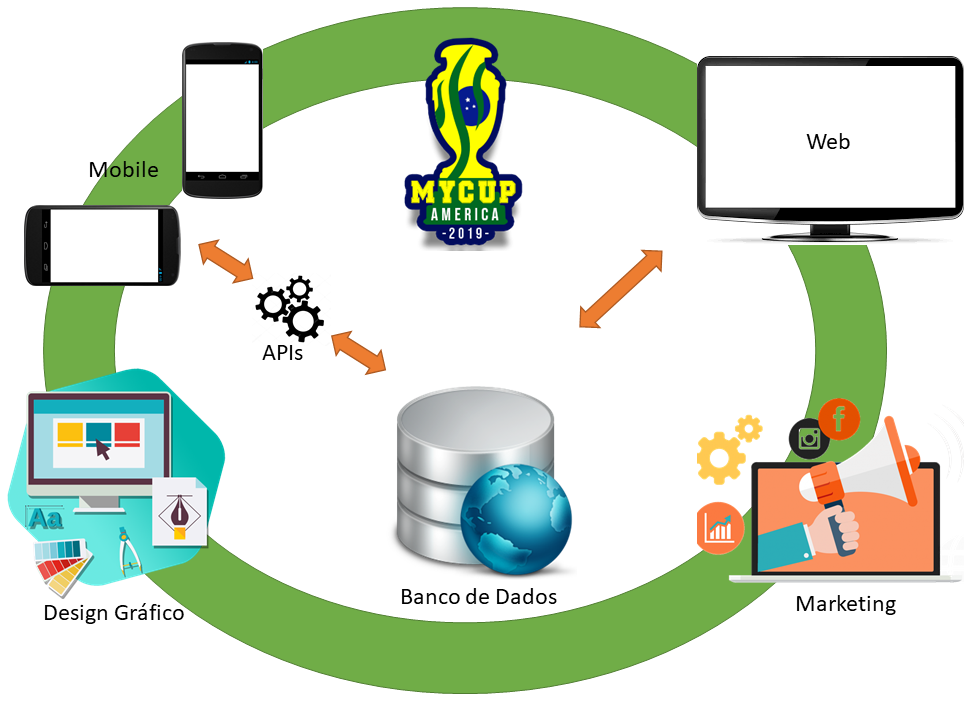 MYCUP
AMERICA
-2019-
Web
Mobile
APIs
Aa
f
Banco de Dados
Design Gráfico
Marketing